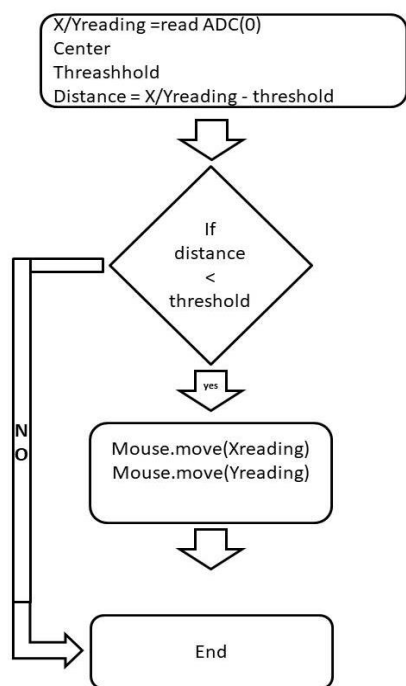 X/Yreading =read ADC(0)
Center
Threashhold
Distance = X/Yreading - threshold
If
distance
<
threshold
yes
NO
Mouse.move(Xreading)
Mouse.move(Yreading)
End